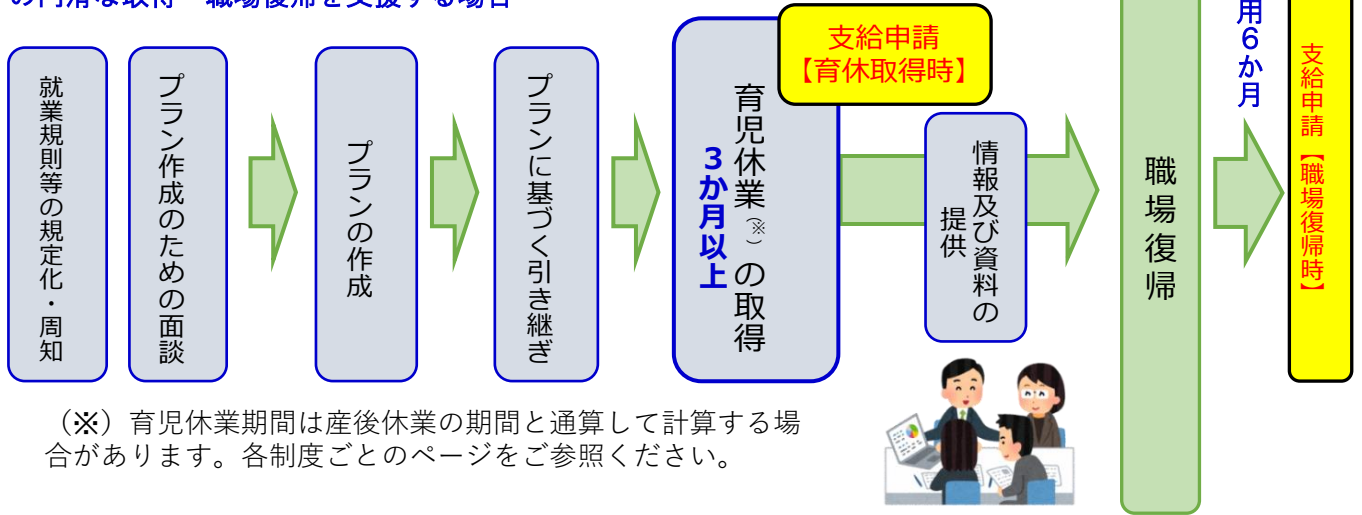 の円滑な取得・職場復帰を支援する場合
就業規則等の規定化・周知
プラン作成のための面談
プランの作成
プランに基づく引き継ぎ
育児休業（※）の取得
３か月以上
支給申請
【育休取得時】
情報及び資料の
提供
職場復帰
用６か月
支給申請【職場復帰時】
（※）育児休業期間は産後休業の期間と通算して計算する場
合があります。各制度ごとのページをご参照ください。